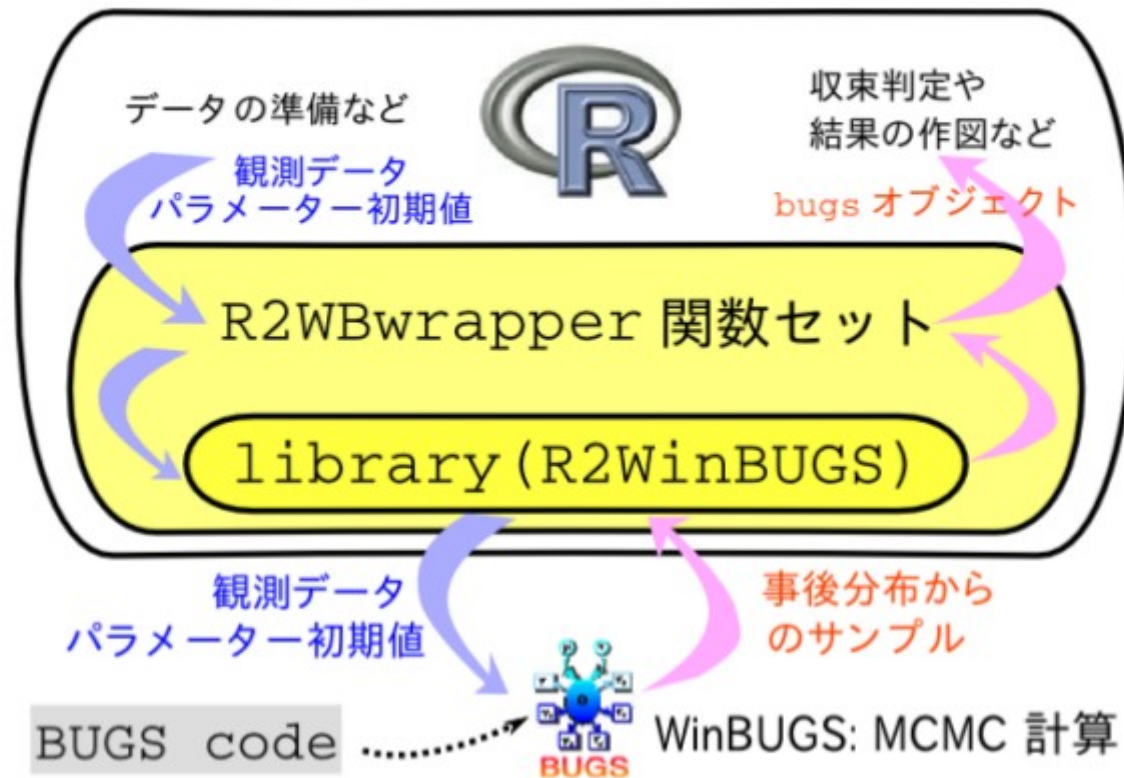 データの準備など
観測データ
パラメーター初期値
R
収束判定や
結果の作図など
bugs オブジェクト
R2WBwrapper 関数セット
library(R2WinBUGS)
観測データ
パラメーター初期値
事後分布から
のサンプル
BUGS code
BUGS
WinBUGS: MCMC 計算